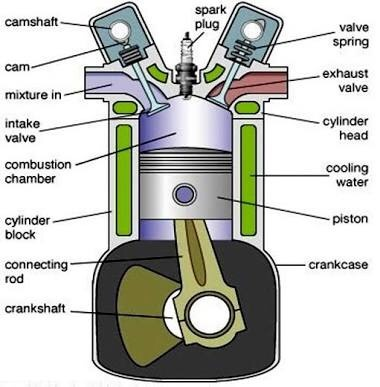 camshaft
cam
mixture in
intake
valve
combustion
chamber
cylinder
block
connecting
rod
crankshaft
spark
plug
valve
spring
exhaust
valve
cylinder
head
cooling
water
piston
crankcase